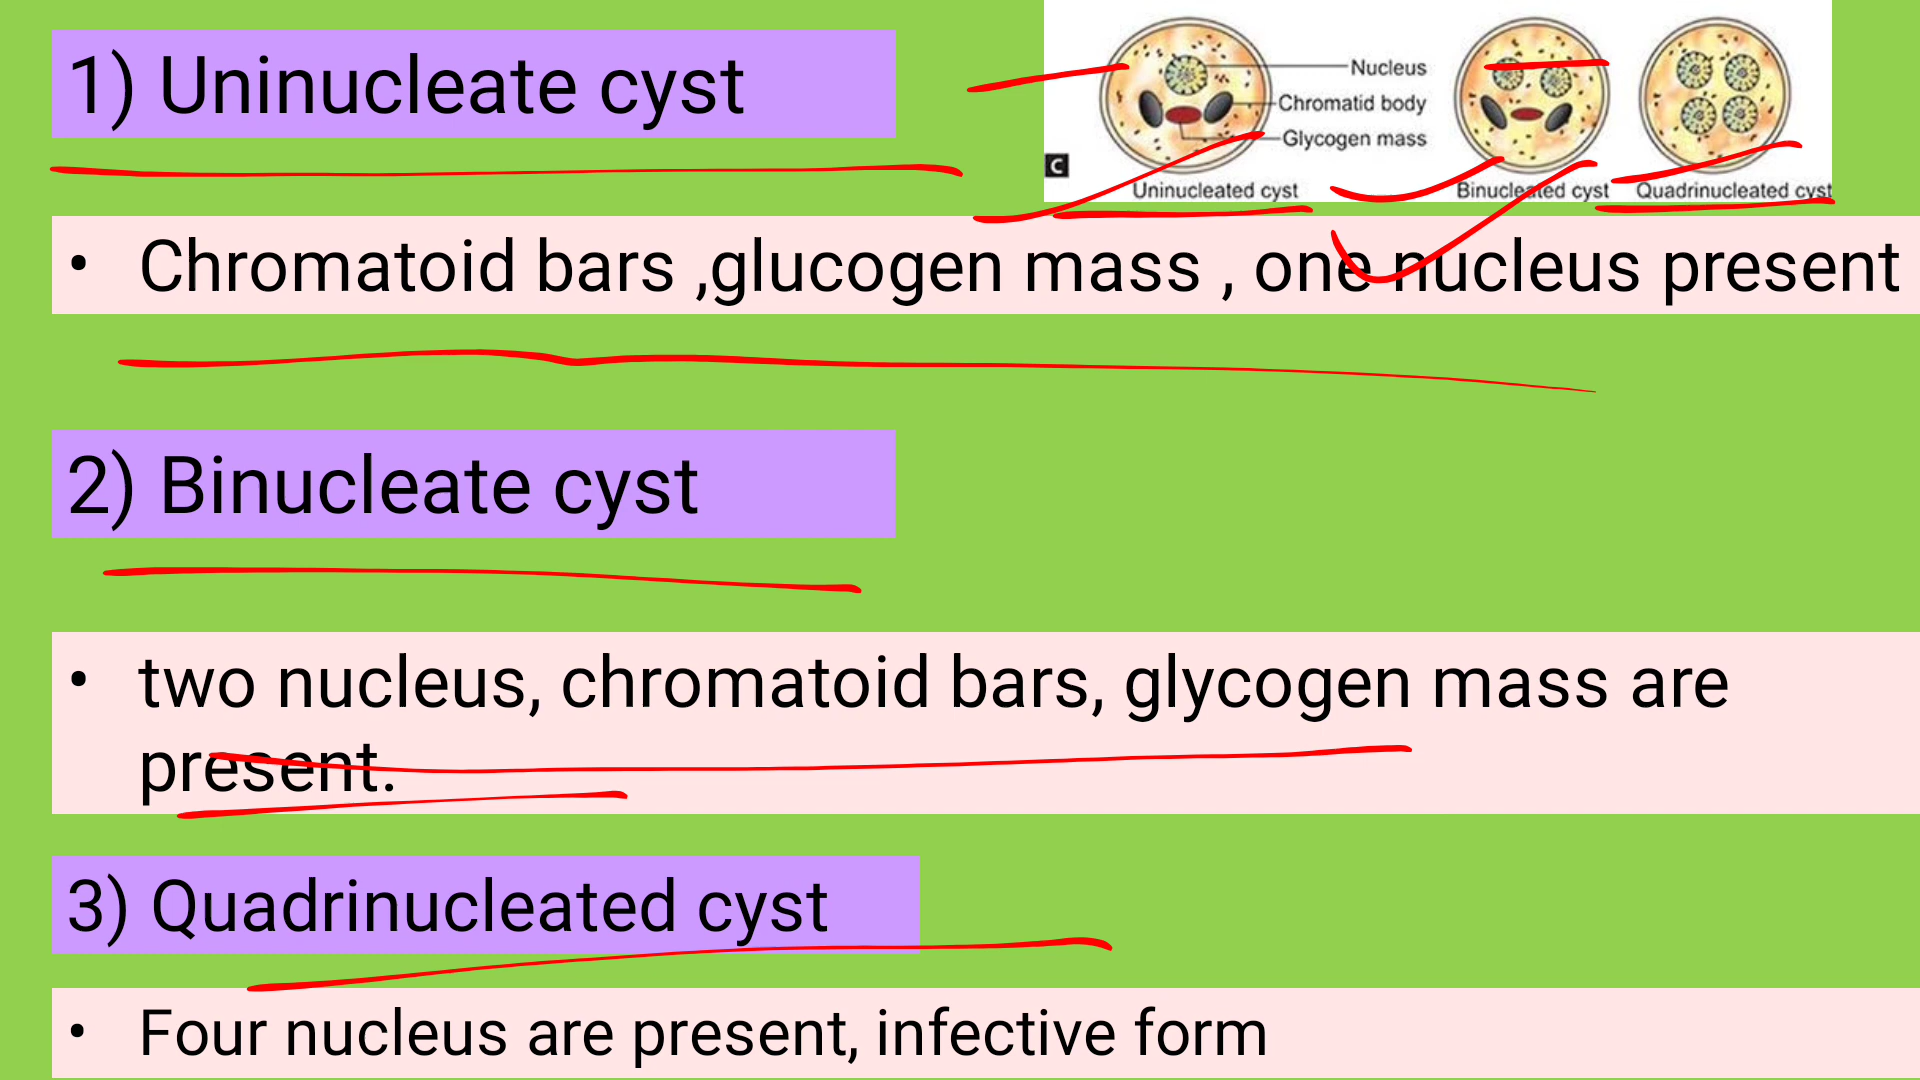 1) Uninucleate cyst
Nucleus
Chromatid body
Glycogen mass
C
Uninucleated cyst
Binucleated cyst
Quadrinucleated cyst
• Chromatoid bars ,glucogen mass , one nucleus present
2) Binucleate cyst
• two nucleus, chromatoid bars, glycogen mass are
present.
3) Quadrinucleated cyst
• Four nucleus are present, infective form